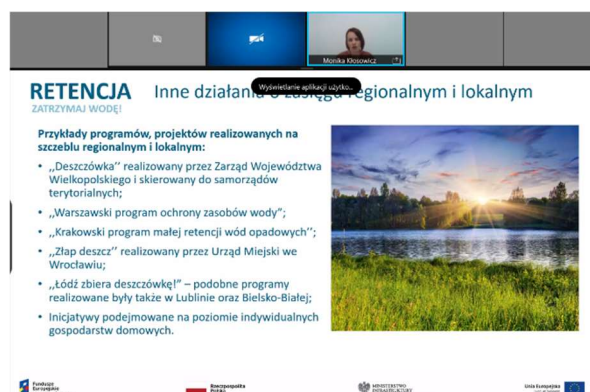 Monika Kłosowicz
Wyświetlanie aplikacji użytko...
RETENCJA
ZATRZYMAJ WODĘ!
Inne działania o zasięgu regionalnym i lokalnym
Przykłady programów, projektów realizowanych na
szczeblu regionalnym i lokalnym:
• ,,Deszczówka’’ realizowany przez Zarząd Województwa
Wielkopolskiego i skierowany do samorządów
terytorialnych;
• ,,Warszawski program ochrony zasobów wody”;
• ,,Krakowski program małej retencji wód opadowych’’;
• ,,Złap deszcz’’ realizowany przez Urząd Miejski we
Wrocławiu;
• ,,Łódź zbiera deszczówkę!” – podobne programy
realizowane były także w Lublinie oraz Bielsko-Białej;
• Inicjatywy podejmowane na poziomie indywidualnych
gospodarstw domowych.
Fundusze
Europejskie
Rzeczpospolita
Polska
MINISTERSTWO
INFRASTRUKTURY
Unia Europejska